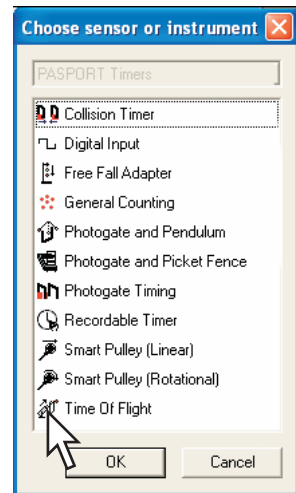 Choose sensor or instrument
PASPORT Timers
Collision Timer
Digital Input
Free Fall Adapter
General Counting
Photogate and Pendulum
Photogate and Picket Fence
Photogate Timing
Recordable Timer
Smart Pulley (Linear)
Smart Pulley (Rotational)
Time Of Flight
OK Cancel